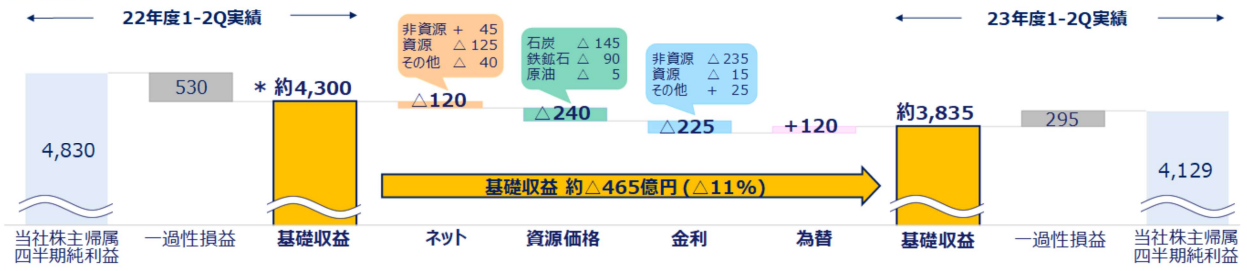 22年度1-2Q実績
23年度1-2Q実績
非資源 + 45
資源 △ 125
その他 △ 40
石炭 △ 145
鉄鉱石 △ 90
原油 △ 5
非資源 △ 235
資源 △ 15
その他 + 25
4,830
530
* 約4,300
△120
△240
△225
+120
約3,835
295
4,129
基礎収益 約△465億円 (△11%)
当社株主帰属
四半期純利益
一過性損益
基礎収益
ネット
資源価格
金利
為替
基礎収益
一過性損益
当社株主帰属
四半期純利益